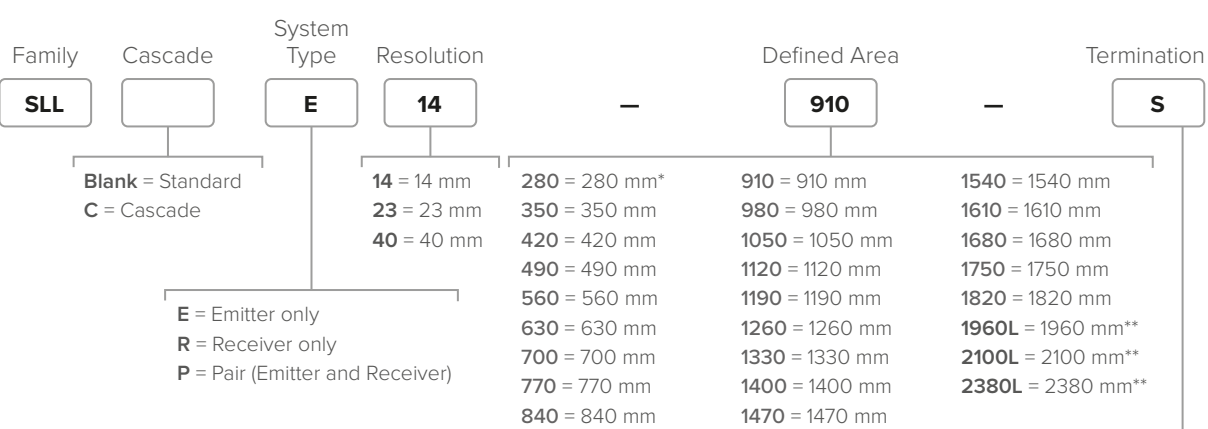 Family Cascade System Type Resolution Defined Area Termination
SLL E 14 — 910 — S
Blank = Standard
C = Cascade
E = Emitter only
R = Receiver only
P = Pair (Emitter and Receiver)
14 = 14 mm
23 = 23 mm
40 = 40 mm
280 = 280 mm*
350 = 350 mm
420 = 420 mm
490 = 490 mm
560 = 560 mm
630 = 630 mm
700 = 700 mm
770 = 770 mm
840 = 840 mm
910 = 910 mm
980 = 980 mm
1050 = 1050 mm
1120 = 1120 mm
1190 = 1190 mm
1260 = 1260 mm
1330 = 1330 mm
1400 = 1400 mm
1470 = 1470 mm
1540 = 1540 mm
1610 = 1610 mm
1680 = 1680 mm
1750 = 1750 mm
1820 = 1820 mm
1960L = 1960 mm**
2100L = 2100 mm**
2380L = 2380 mm**